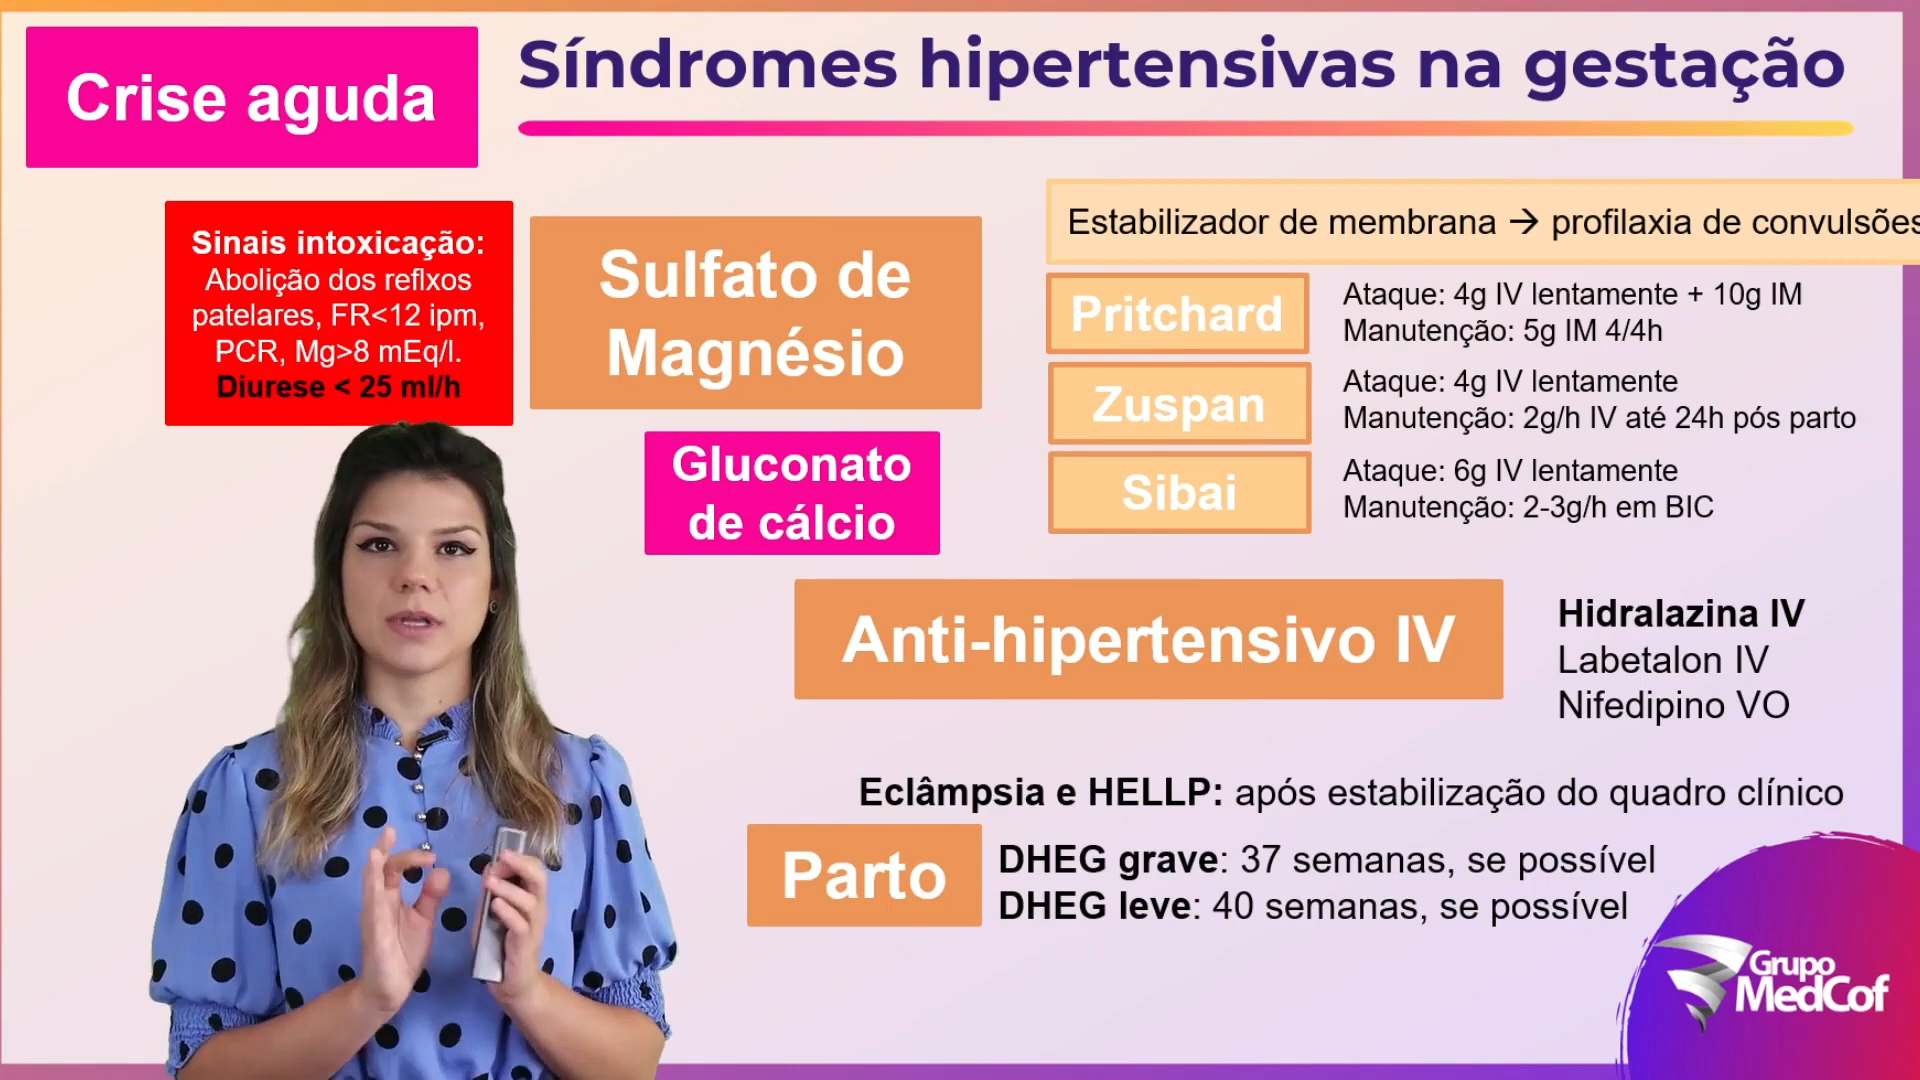 Crise aguda
Síndromes hipertensivas na gestação
Sinais intoxicação:
Abolição dos reflxos
patelares, FR<12 ipm,
PCR, Mg>8 mEq/l.
Diurese < 25 ml/h
Sulfato de
Magnésio
Gluconato
de cálcio
Estabilizador de membrana → profilaxia de convulsões
Pritchard
Ataque: 4g IV lentamente + 10g IM
Manutenção: 5g IM 4/4h
Zuspan
Ataque: 4g IV lentamente
Manutenção: 2g/h IV até 24h pós parto
Sibai
Ataque: 6g IV lentamente
Manutenção: 2-3g/h em BIC
Anti-hipertensivo IV
Hidralazina IV
Labetalon IV
Nifedipino VO
Eclâmpsia e HELLP: após estabilização do quadro clínico
Parto
DHEG grave: 37 semanas, se possível
DHEG leve: 40 semanas, se possível
Grupo
MedCof